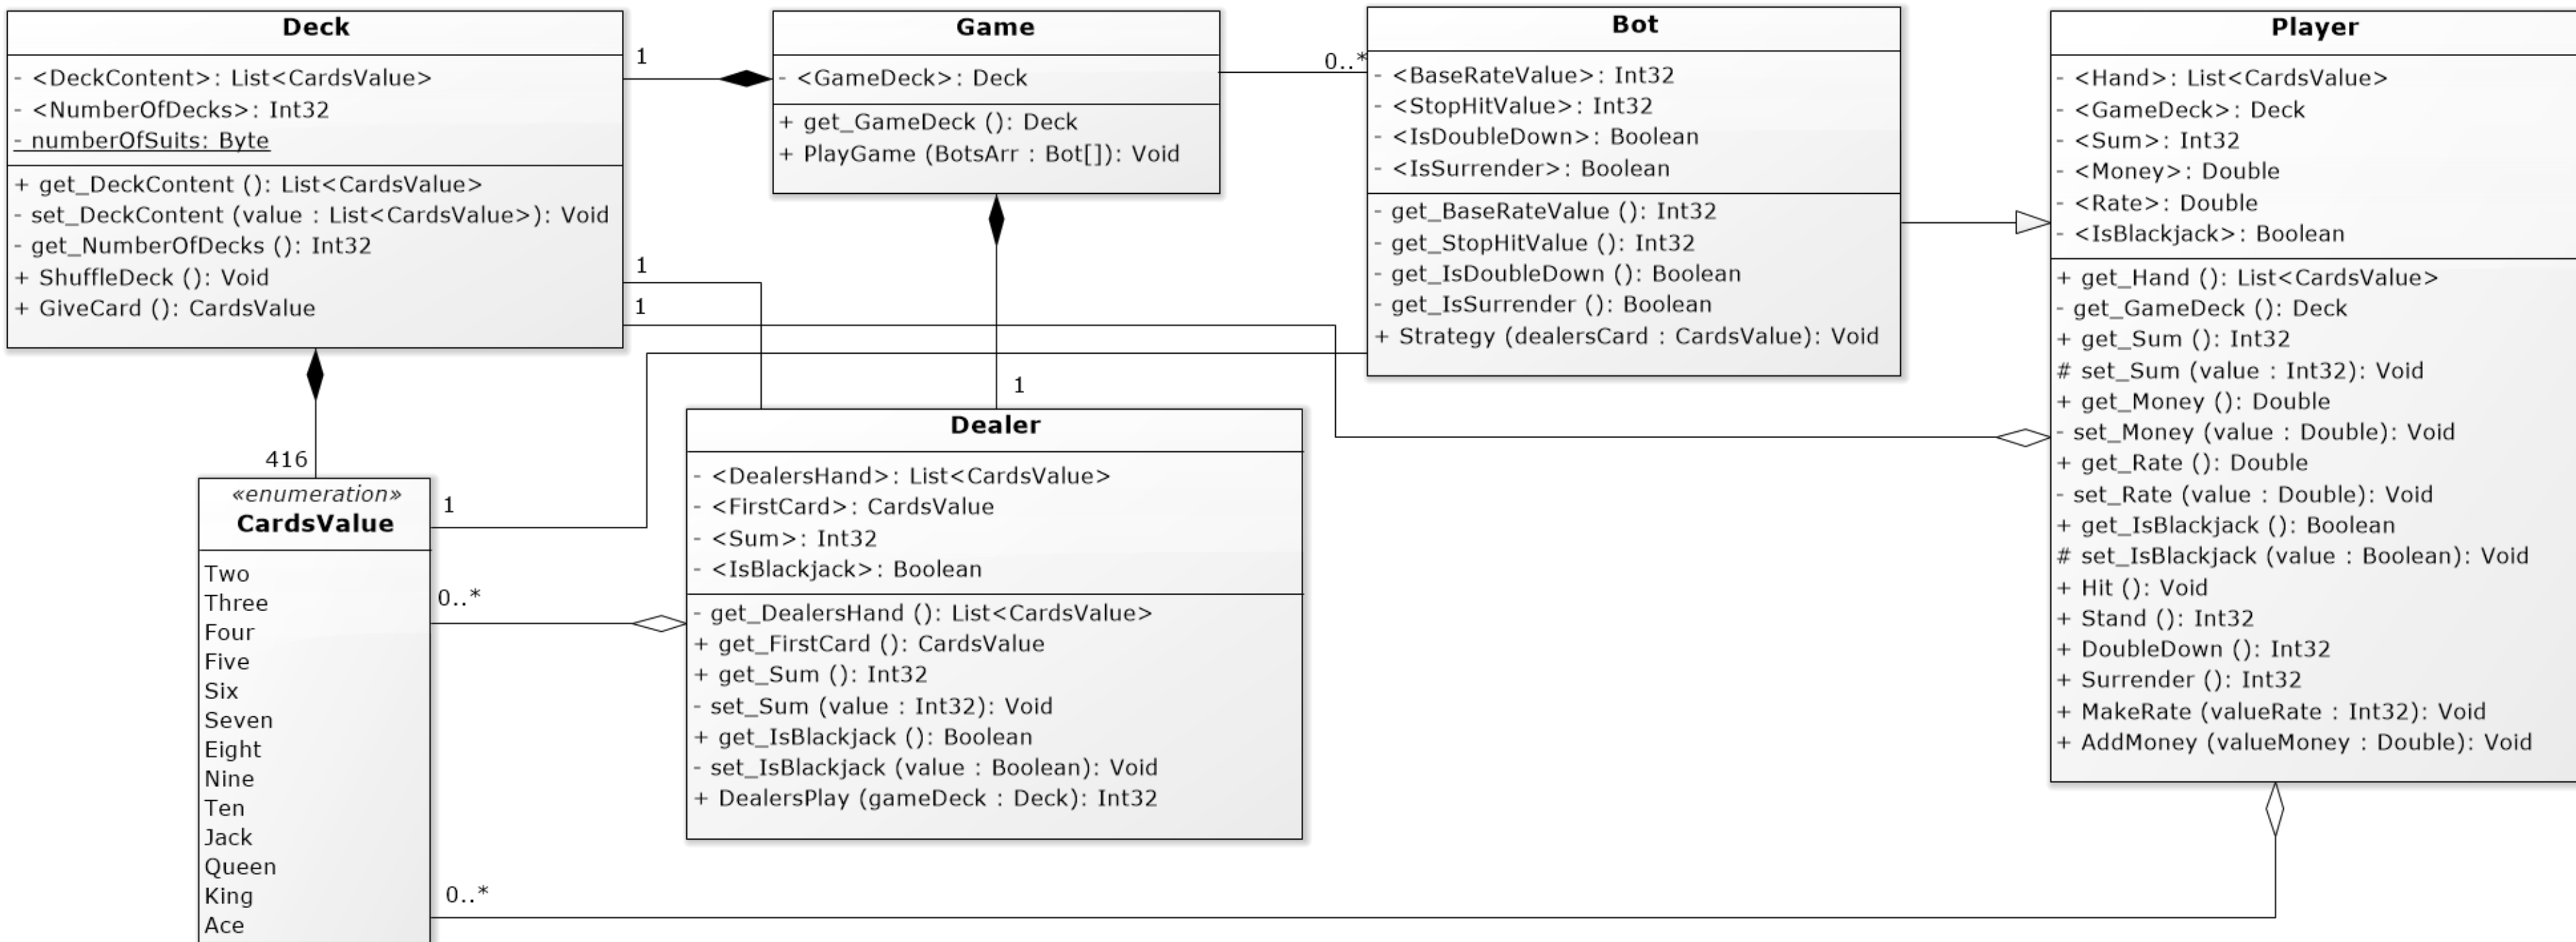 Deck
- <DeckContent>: List<CardsValue>
- <NumberOfDecks>: Int32
- numberOfSuits: Byte
+ get_DeckContent (): List<CardsValue>
- set_DeckContent (value : List<CardsValue>): Void
- get_NumberOfDecks (): Int32
+ ShuffleDeck (): Void
+ GiveCard (): CardsValue
1
1
1
416
Game
- <GameDeck>: Deck
+ get_GameDeck (): Deck
+ PlayGame (BotsArr : Bot[]): Void
0..*
1
Bot
- <BaseRateValue>: Int32
- <StopHitValue>: Int32
- <IsDoubleDown>: Boolean
- <IsSurrender>: Boolean
- get_BaseRateValue (): Int32
- get_StopHitValue (): Int32
- get_IsDoubleDown (): Boolean
- get_IsSurrender (): Boolean
+ Strategy (dealersCard : CardsValue): Void
Player
- <Hand>: List<CardsValue>
- <GameDeck>: Deck
- <Sum>: Int32
- <Money>: Double
- <Rate>: Double
- <IsBlackjack>: Boolean
+ get_Hand (): List<CardsValue>
- get_GameDeck (): Deck
+ get_Sum (): Int32
# set_Sum (value : Int32): Void
+ get_Money (): Double
- set_Money (value : Double): Void
+ get_Rate (): Double
- set_Rate (value : Double): Void
+ get_IsBlackjack (): Boolean
# set_IsBlackjack (value : Boolean): Void
+ Hit (): Void
+ Stand (): Int32
+ DoubleDown (): Int32
+ Surrender (): Int32
+ MakeRate (valueRate : Int32): Void
+ AddMoney (valueMoney : Double): Void
«enumeration»
CardsValue
Two
Three
Four
Five
Six
Seven
Eight
Nine
Ten
Jack
Queen
King
Ace
1
0..*
0..*
Dealer
- <DealersHand>: List<CardsValue>
- <FirstCard>: CardsValue
- <Sum>: Int32
- <IsBlackjack>: Boolean
- get_DealersHand (): List<CardsValue>
+ get_FirstCard (): CardsValue
+ get_Sum (): Int32
- set_Sum (value : Int32): Void
+ get_IsBlackjack (): Boolean
- set_IsBlackjack (value : Boolean): Void
+ DealersPlay (gameDeck : Deck): Int32